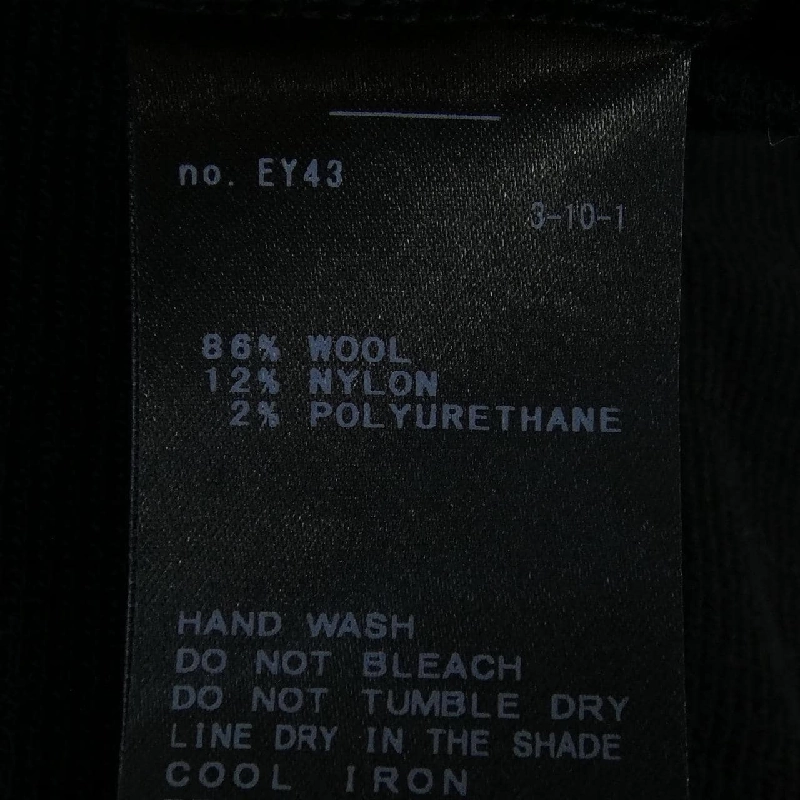 no. EY43
3-10-1
86% WOOL
12% NYLON
2% POLYURETHANE
HAND WASH
DO NOT BLEACH
DO NOT TUMBLE DRY
LINE DRY IN THE SHADE
COOL IRON